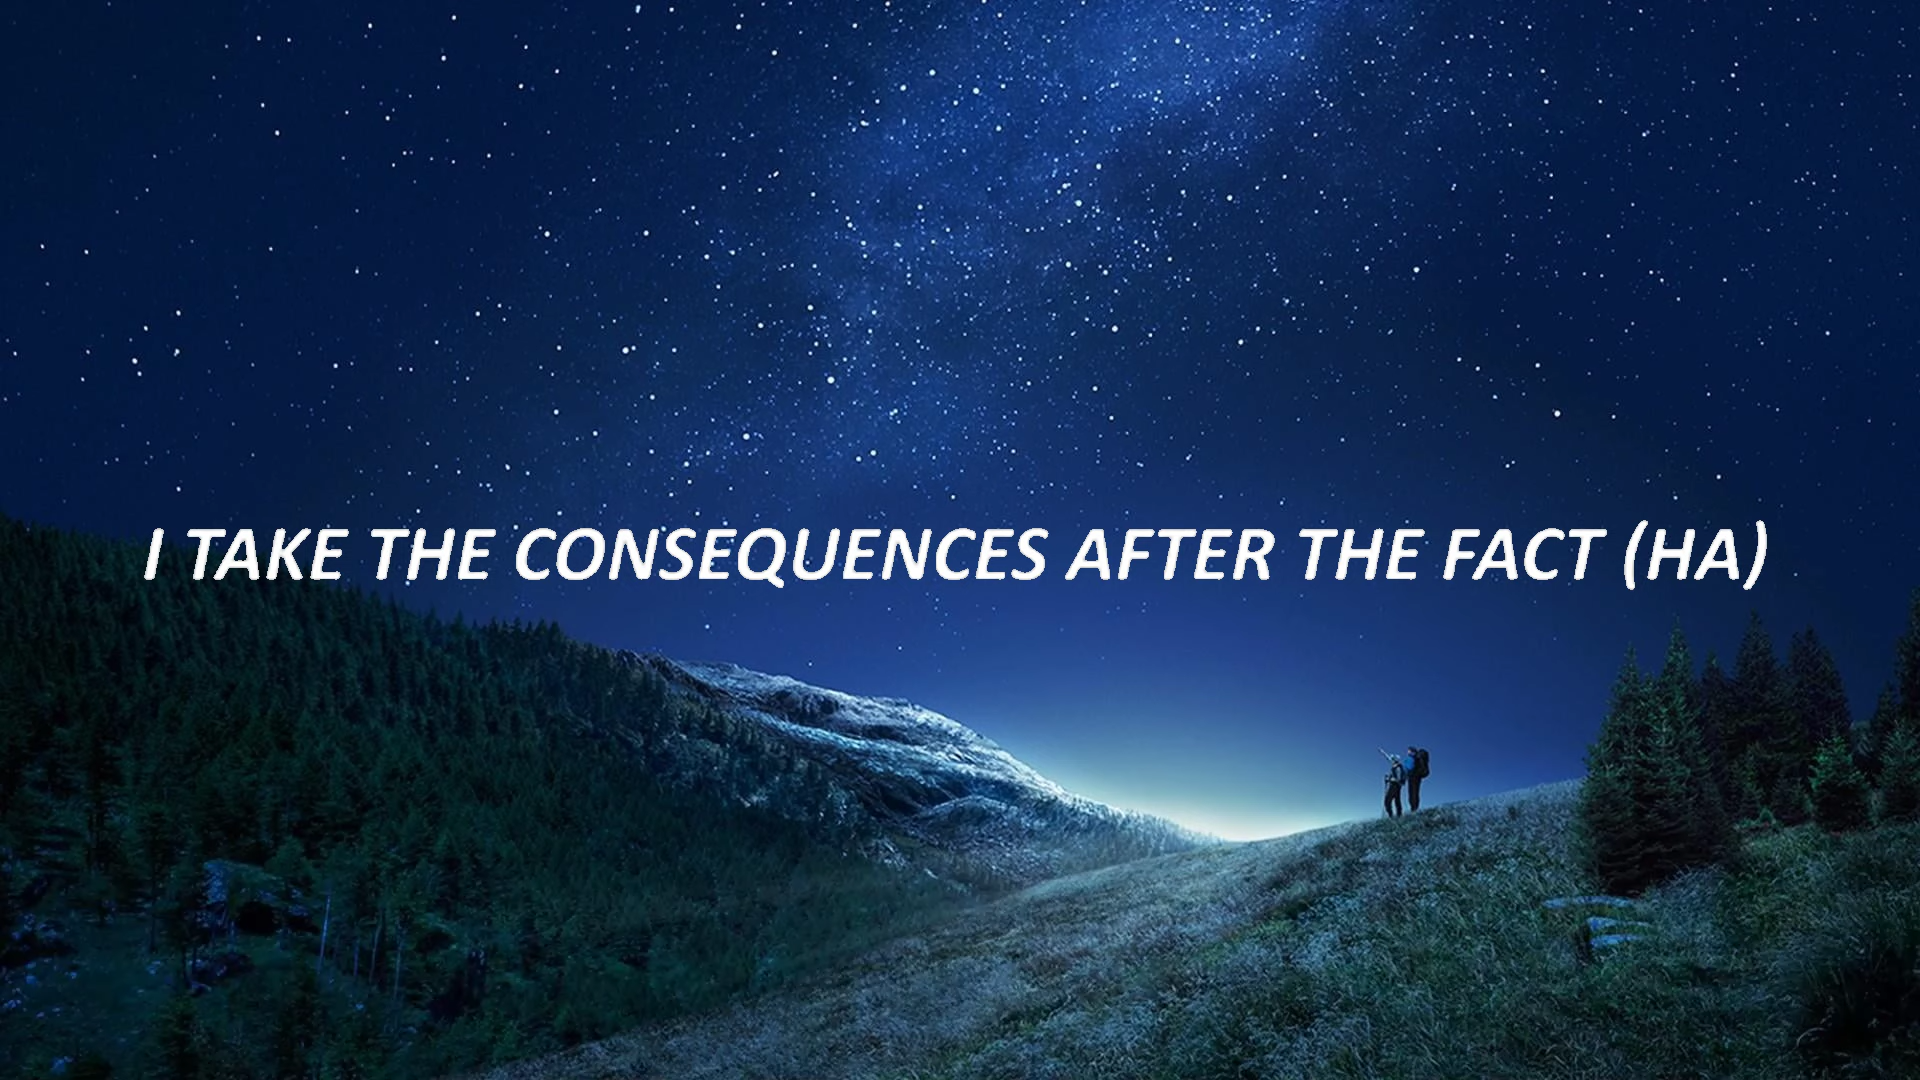 I TAKE THE CONSEQUENCES AFTER THE FACT (HA)